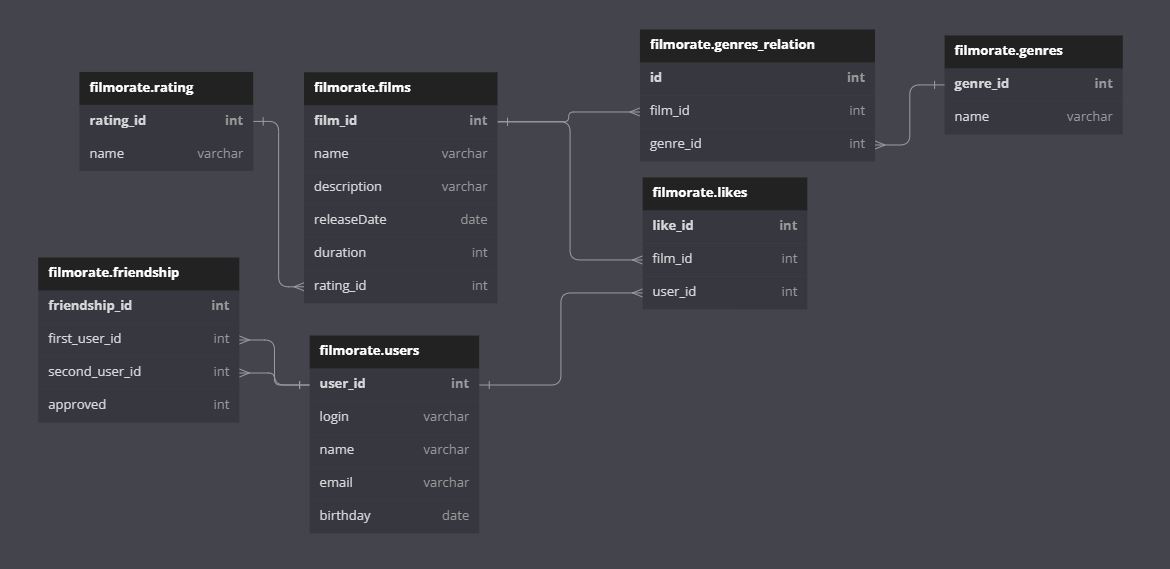 filmorate.rating
rating_id int
name varchar
filmorate.films
film_id int
name varchar
description varchar
releaseDate date
duration int
rating_id int
filmorate.genres_relation
id int
film_id int
genre_id int
filmorate.genres
genre_id int
name varchar
filmorate.likes
like_id int
film_id int
user_id int
filmorate.friendship
friendship_id int
first_user_id int
second_user_id int
approved int
filmorate.users
user_id int
login varchar
name varchar
email varchar
birthday date